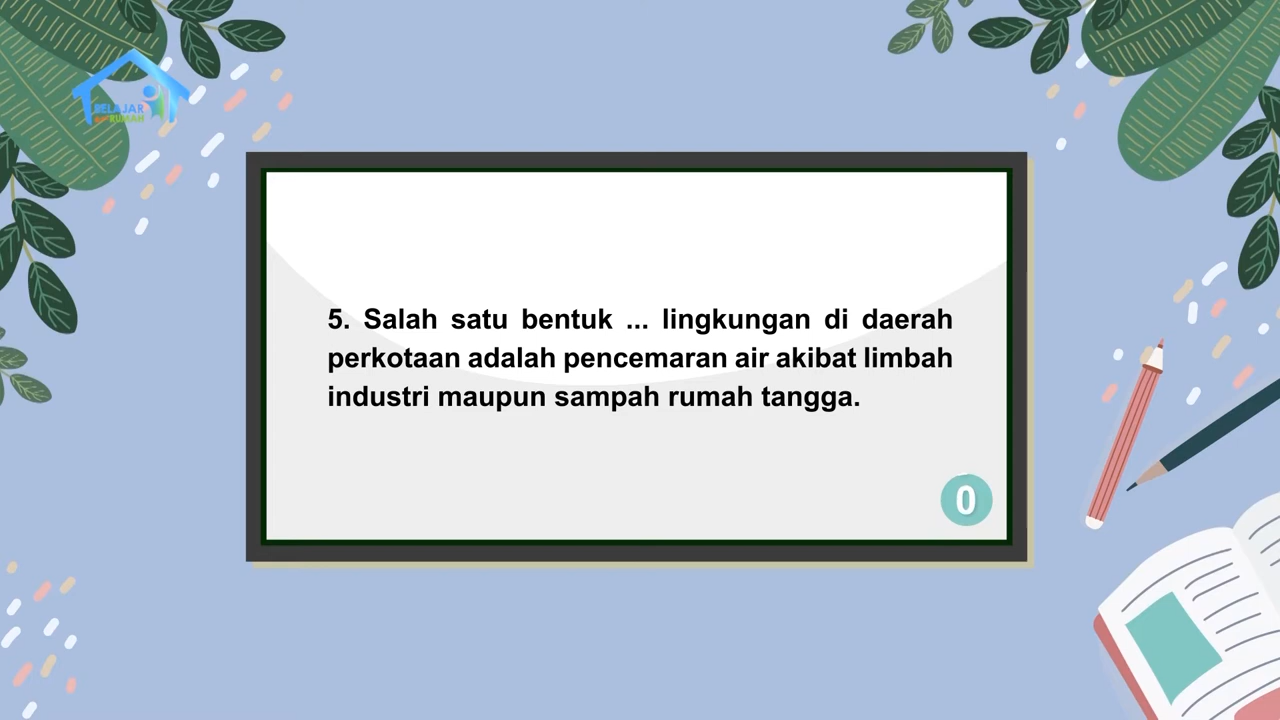 BELAJAR
RUMAH
5. Salah satu bentuk ... lingkungan di daerah
perkotaan adalah pencemaran air akibat limbah
industri maupun sampah rumah tangga.
0